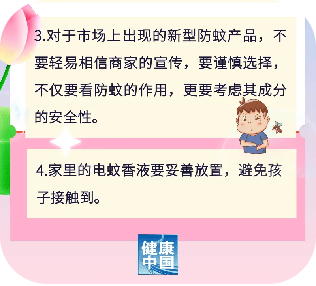 3.对于市场上出现的新型防蚊产品，不
要轻易相信商家的宣传，要谨慎选择，
不仅要看防蚊的作用，更要考虑其成分
的安全性。
4.家里的电蚊香液要妥善放置，避免孩
子接触到。
健康
中国